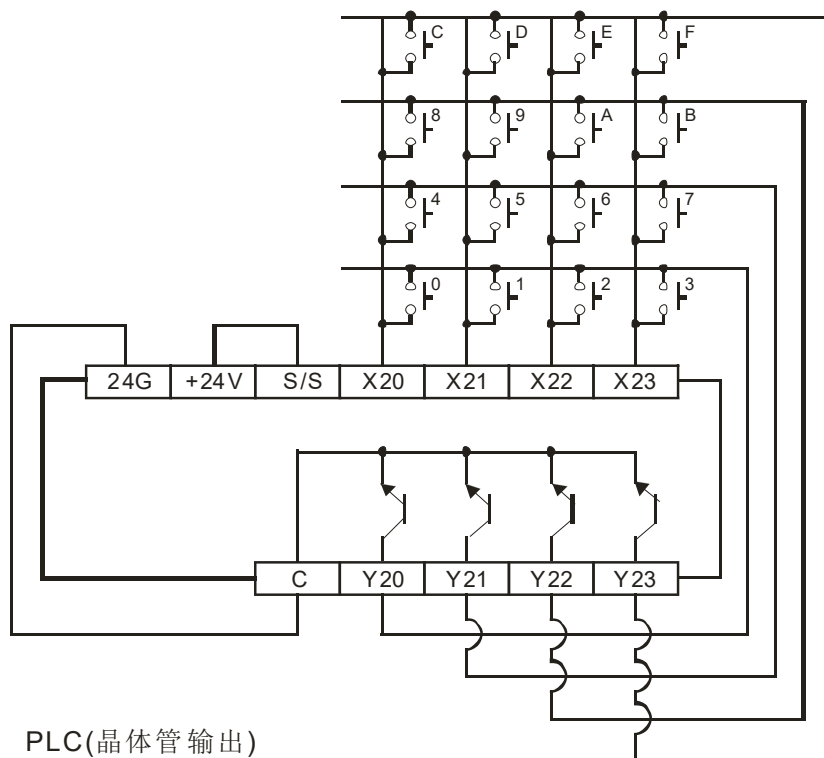 C D E F
8 9 A B
4 5 6 7
0 1 2 3
24G +24V S/S X20 X21 X22 X23
C Y20 Y21 Y22 Y23
PLC(晶体管输出)